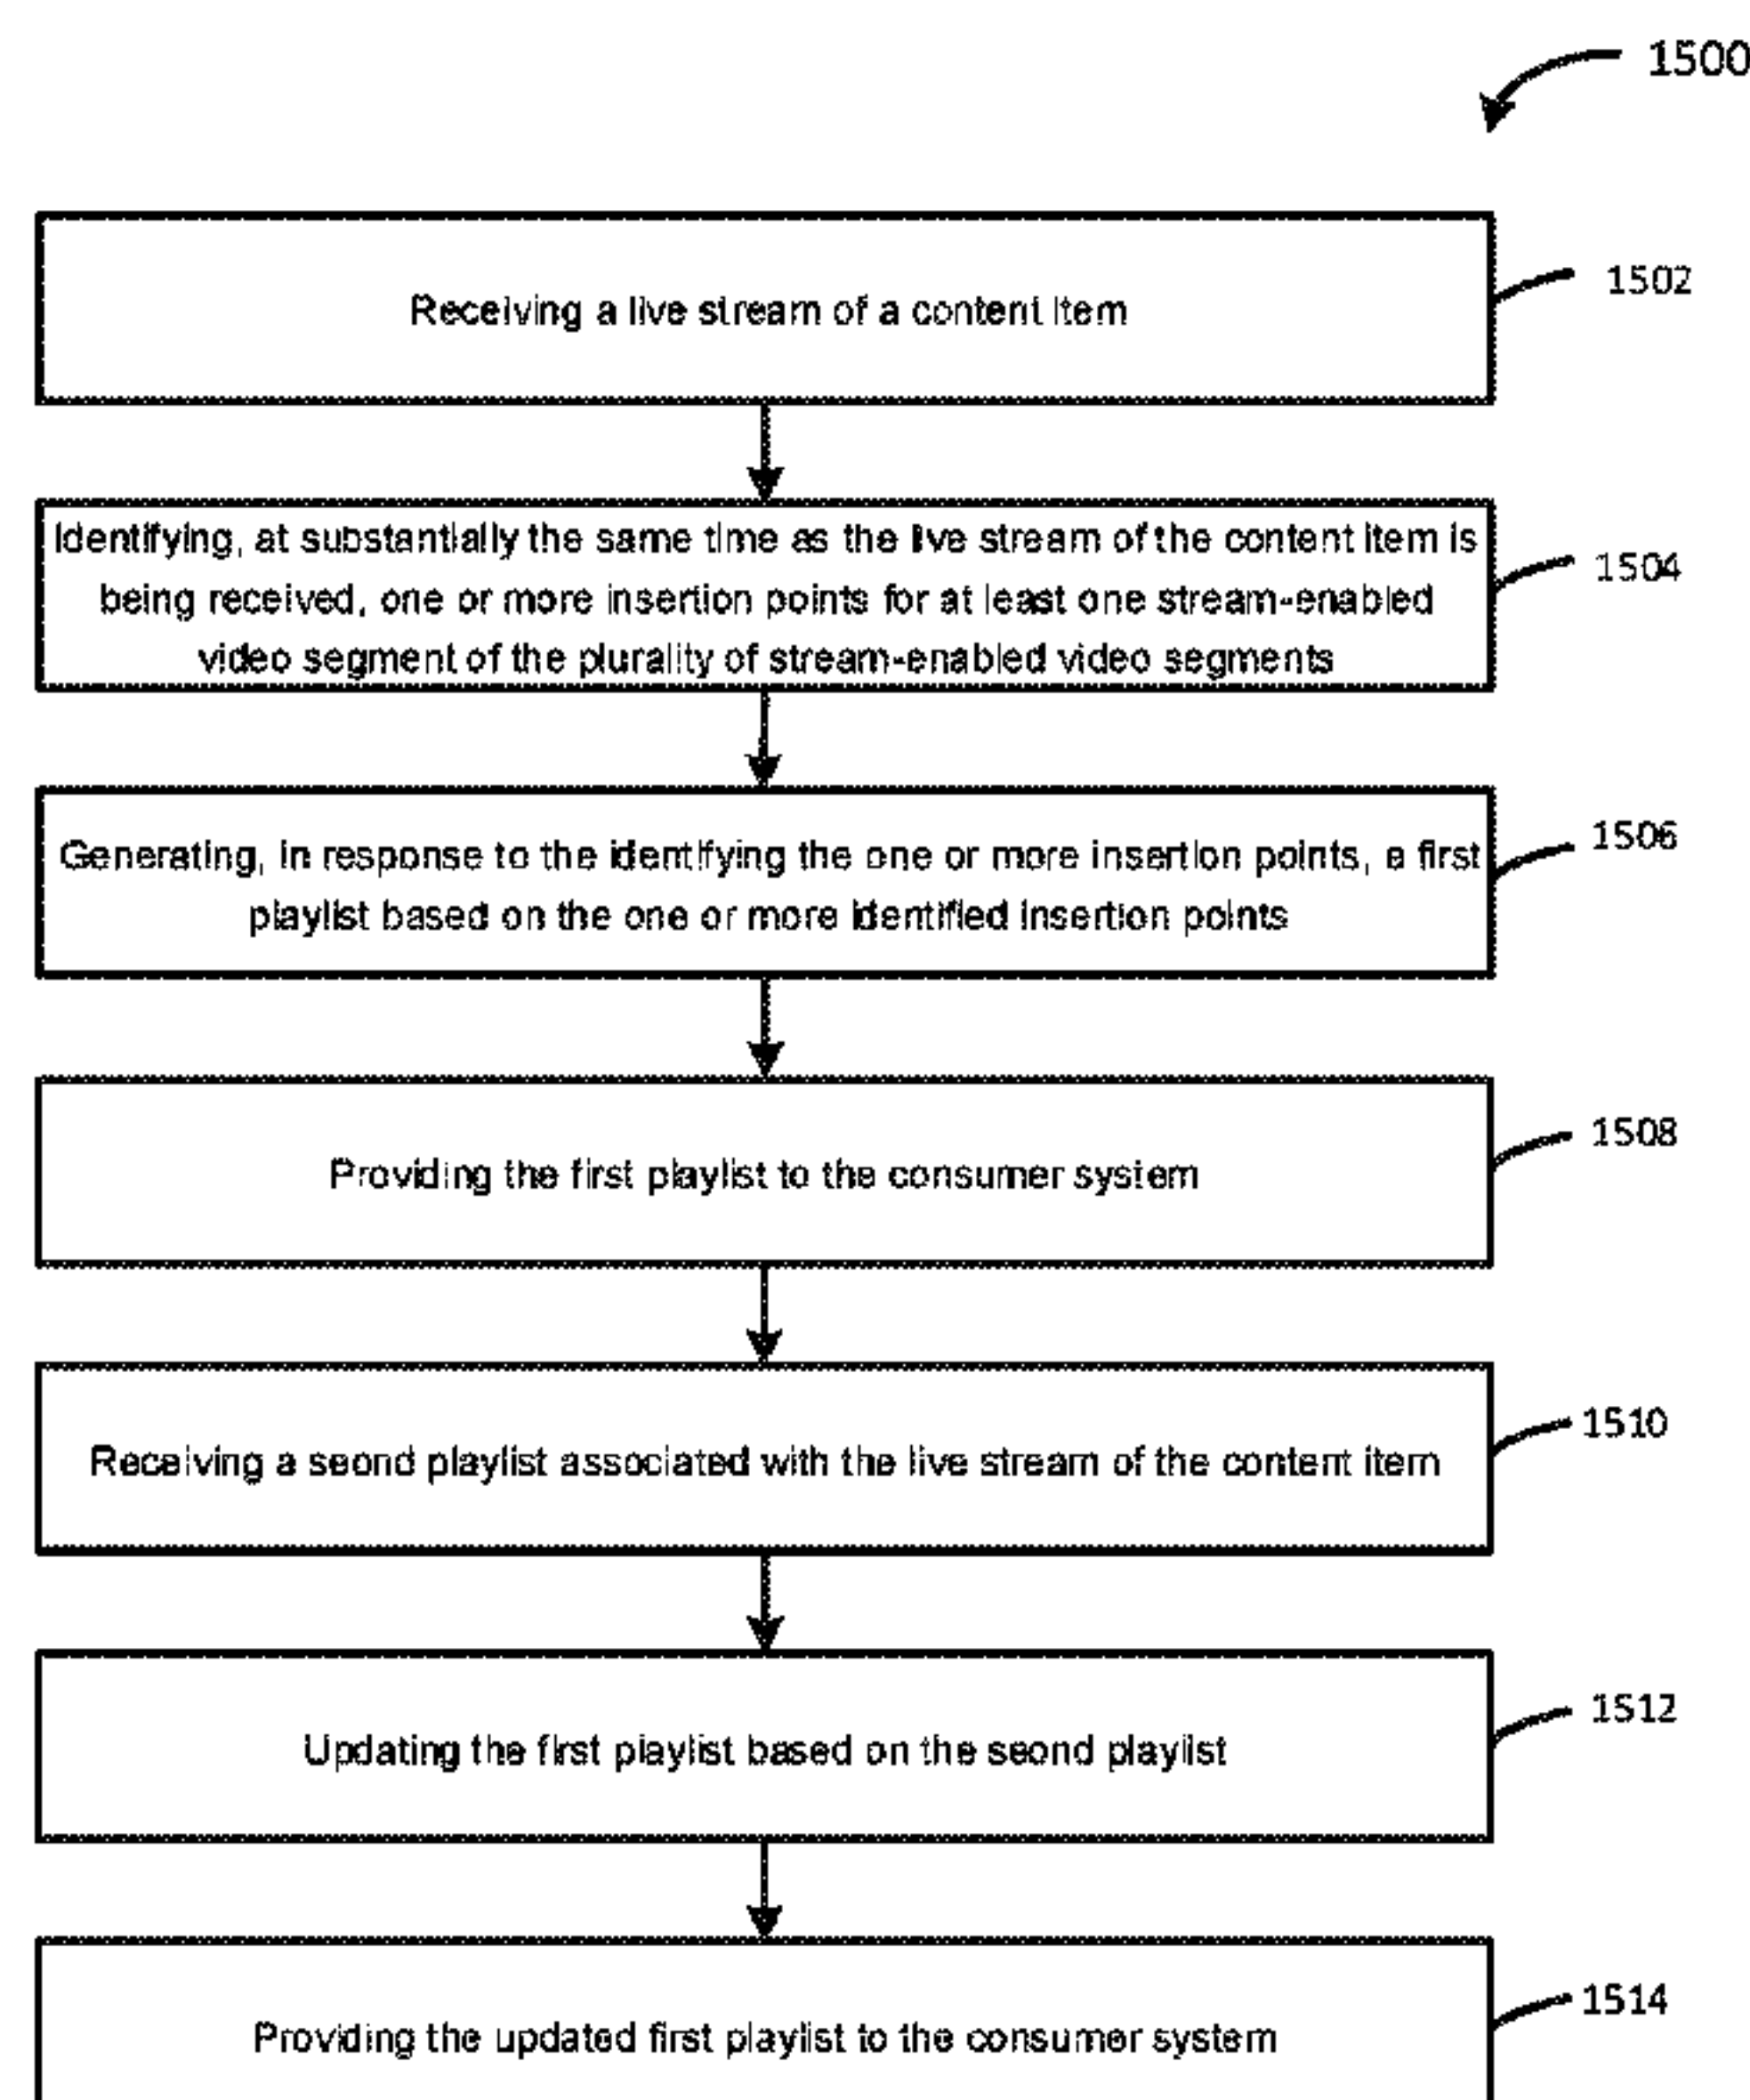 1500
Receiving a live stream of a content item
1502
Identifying, at substantially the same time as the live stream of the content item is
being received, one or more insertion points for at least one stream-enabled
video segment of the plurality of stream-enabled video segments
1504
Generating, in response to the identifying the one or more insertion points, a first
playlist based on the one or more identified insertion points
1506
Providing the first playlist to the consumer system
1508
Receiving a seond playlist associated with the live stream of the content item
1510
Updating the first playlist based on the seond playlist
1512
Providing the updated first playlist to the consumer system
1514